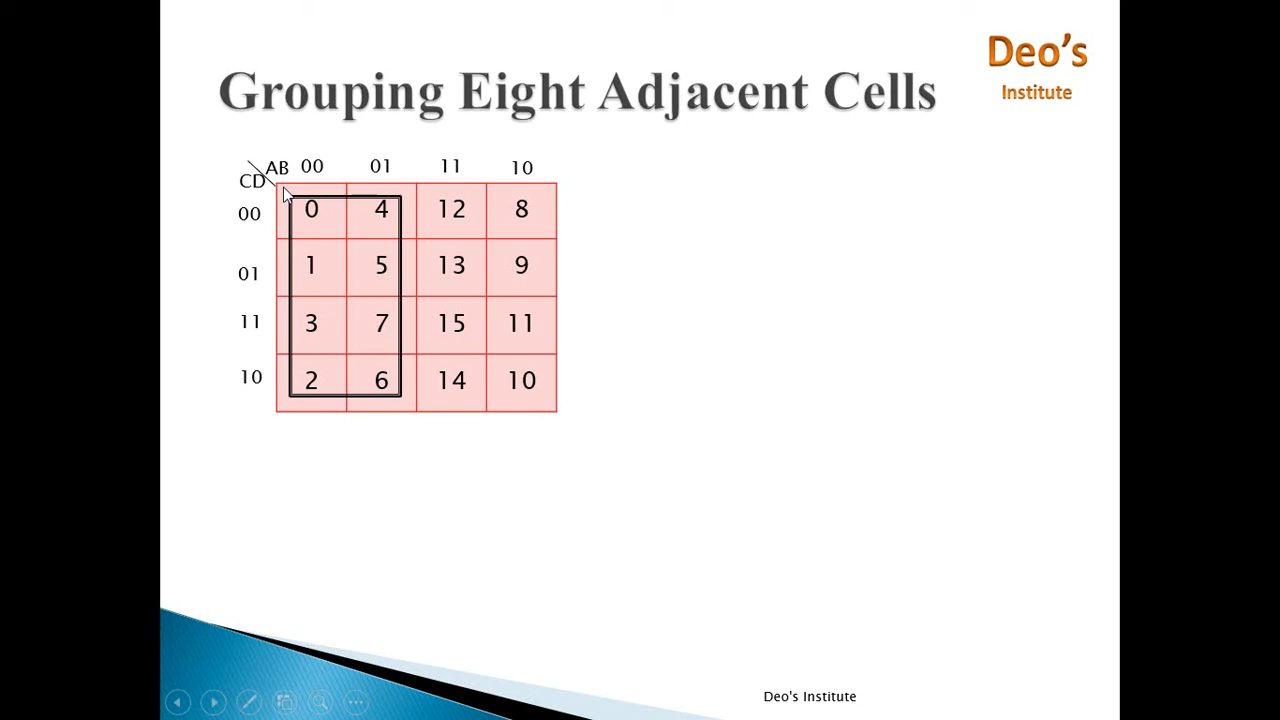 Deo's
Institute
Grouping Eight Adjacent Cells
AB 00 01 11 10
CD
00 0 4 12 8
01 1 5 13 9
11 3 7 15 11
10 2 6 14 10
Deo's Institute